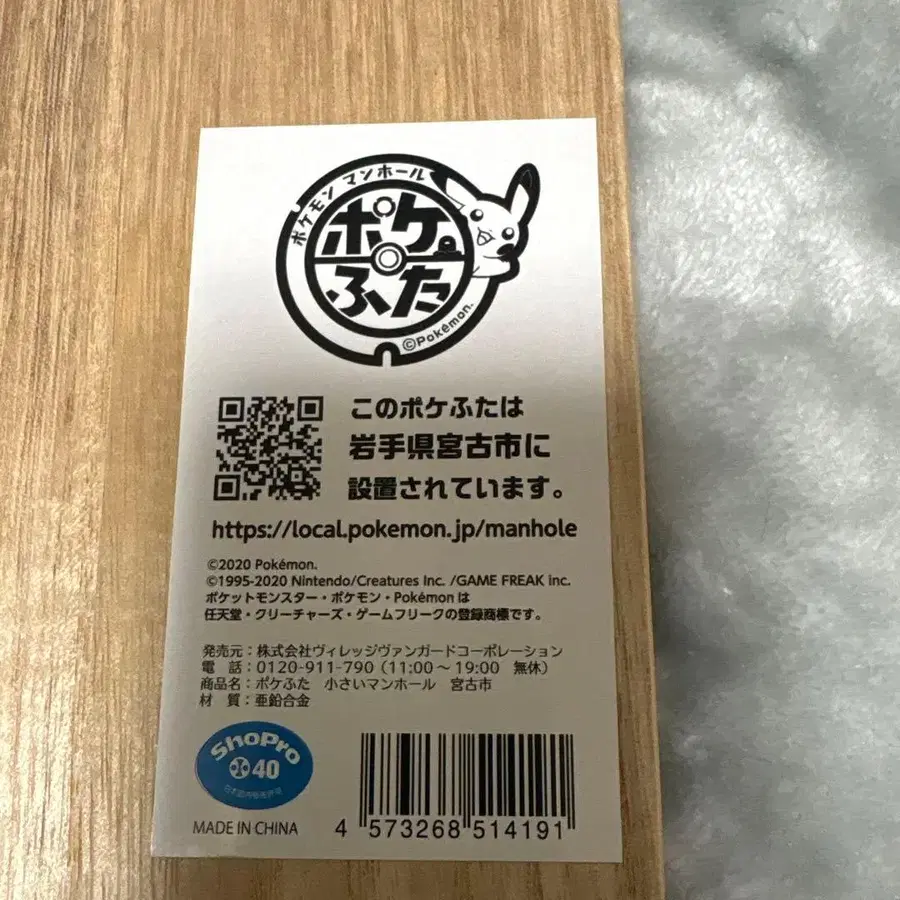 ポケモン マンホール
ポケ
ふた
©Pokémon.
このポケふたは
岩手県宮古市に
設置されています。
https://local.pokemon.jp/manhole
©2020 Pokémon.
©1995-2020 Nintendo/Creatures Inc. /GAME FREAK inc.
ポケットモンスター・ポケモン・Pokémonは
任天堂・クリーチャーズ・ゲームフリークの登録商標です。
発売元：株式会社ヴィレッジヴァンガードコーポレーション
電　話：0120-911-790（11:00～19:00　無休）
商品名：ポケふた　小さいマンホール　宮古市
材　質：亜鉛合金
ShoPro
40
MADE IN CHINA
4 573268 514191